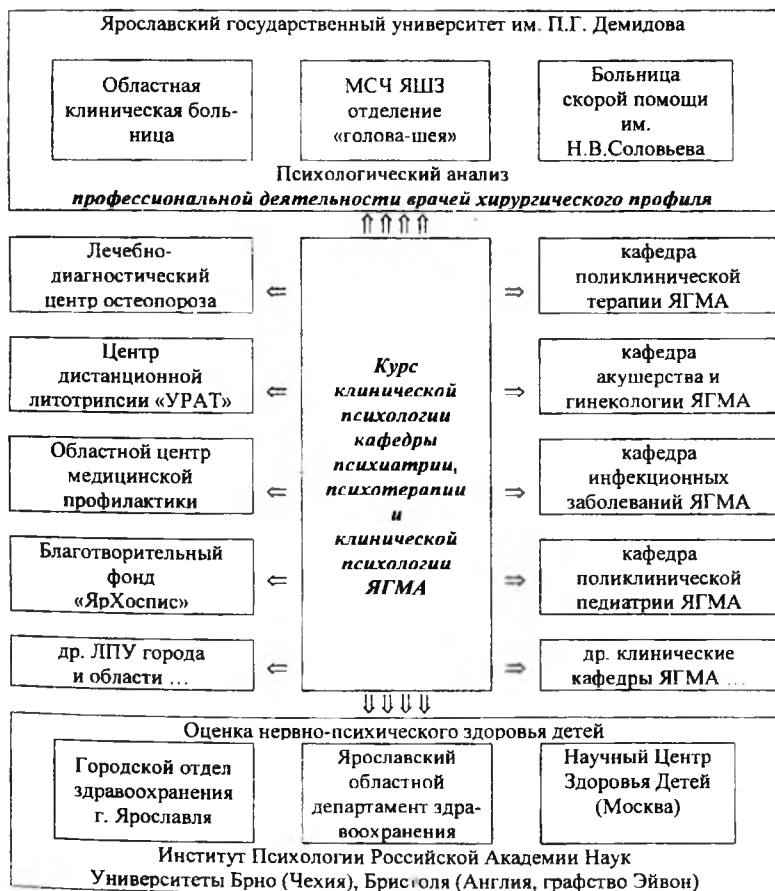 Ярославский государственный университет им. П.Г. Демидова
Областная
клиническая боль-
ница
МСЧ ЯШЗ
отделение
«голова-шея»
Больница
скорой помощи
им.
Н.В.Соловьева
Психологический анализ
профессиональной деятельности врачей хирургического профиля
⇑⇑⇑⇑
Лечебно-
диагностический
центр остеопороза
⇐
Центр
дистанционной
литотрипсии «УРАТ»
⇐
Областной центр
медицинской
профилактики
⇐
Благотворительный
фонд
«ЯрХоспис»
⇐
др. ЛПУ города
и области ...
⇐
Курс
клинической
психологии
кафедры
психиатрии,
психотерапии
и
клинической
психологии
ЯГМА
⇒
кафедра
поликлинической
терапии ЯГМА
⇒
кафедра
акушерства и
гинекологии ЯГМА
⇒
кафедра
инфекционных
заболеваний ЯГМА
⇒
кафедра
поликлинической
педиатрии ЯГМА
⇒
др. клинические
кафедры ЯГМА ...
⇓⇓⇓⇓
Оценка нервно-психического здоровья детей
Городской отдел
здравоохранения
г. Ярославля
Ярославский
областной
департамент здра-
воохранения
Научный Центр
Здоровья Детей
(Москва)
Институт Психологии Российской Академии Наук
Университеты Брно (Чехия), Бристоля (Англия, графство Эйвон)